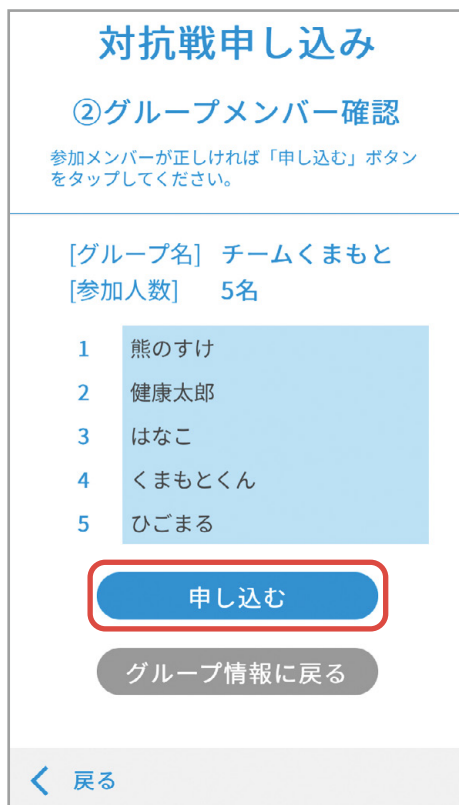 対抗戦申し込み
②グループメンバー確認
参加メンバーが正しければ「申し込む」ボタン
をタップしてください。
[グループ名] チームくまもと
[参加人数] 5名
1 熊のすけ
2 健康太郎
3 はなこ
4 くまもとくん
5 ひごまる
申し込む
グループ情報に戻る
戻る